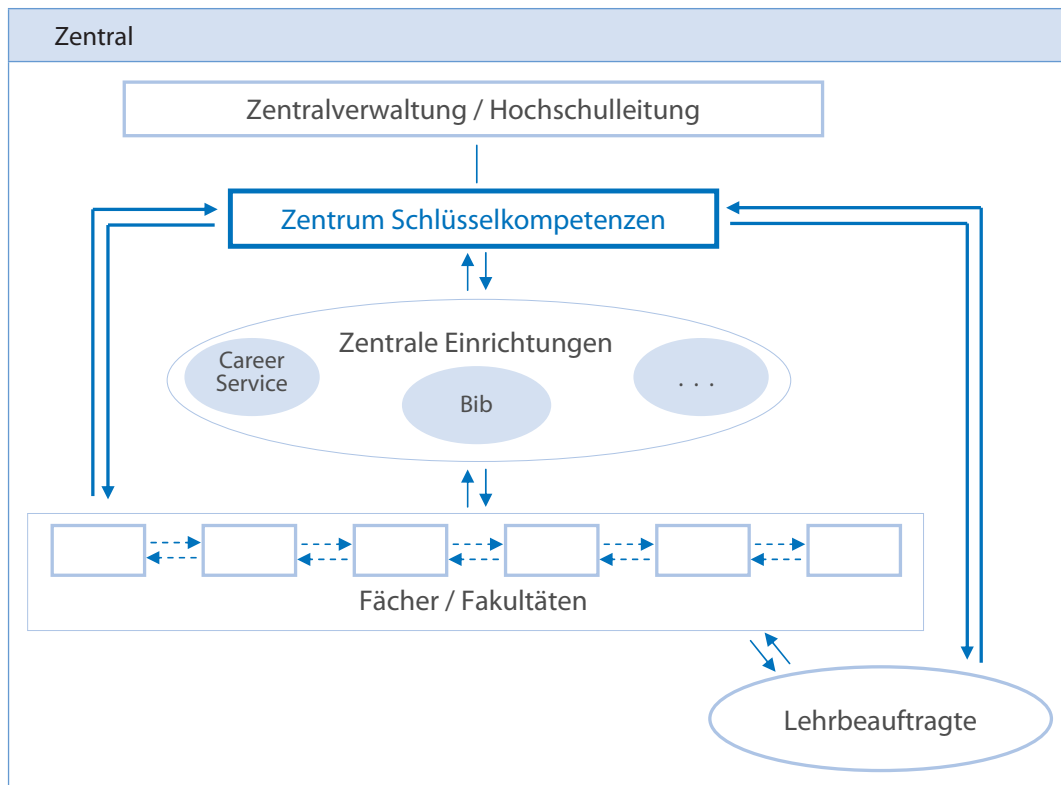 Zentral
Zentralverwaltung / Hochschulleitung
Zentrum Schlüsselkompetenzen
Zentrale Einrichtungen
Career
Service
Bib
. . .
Fächer / Fakultäten
Lehrbeauftragte